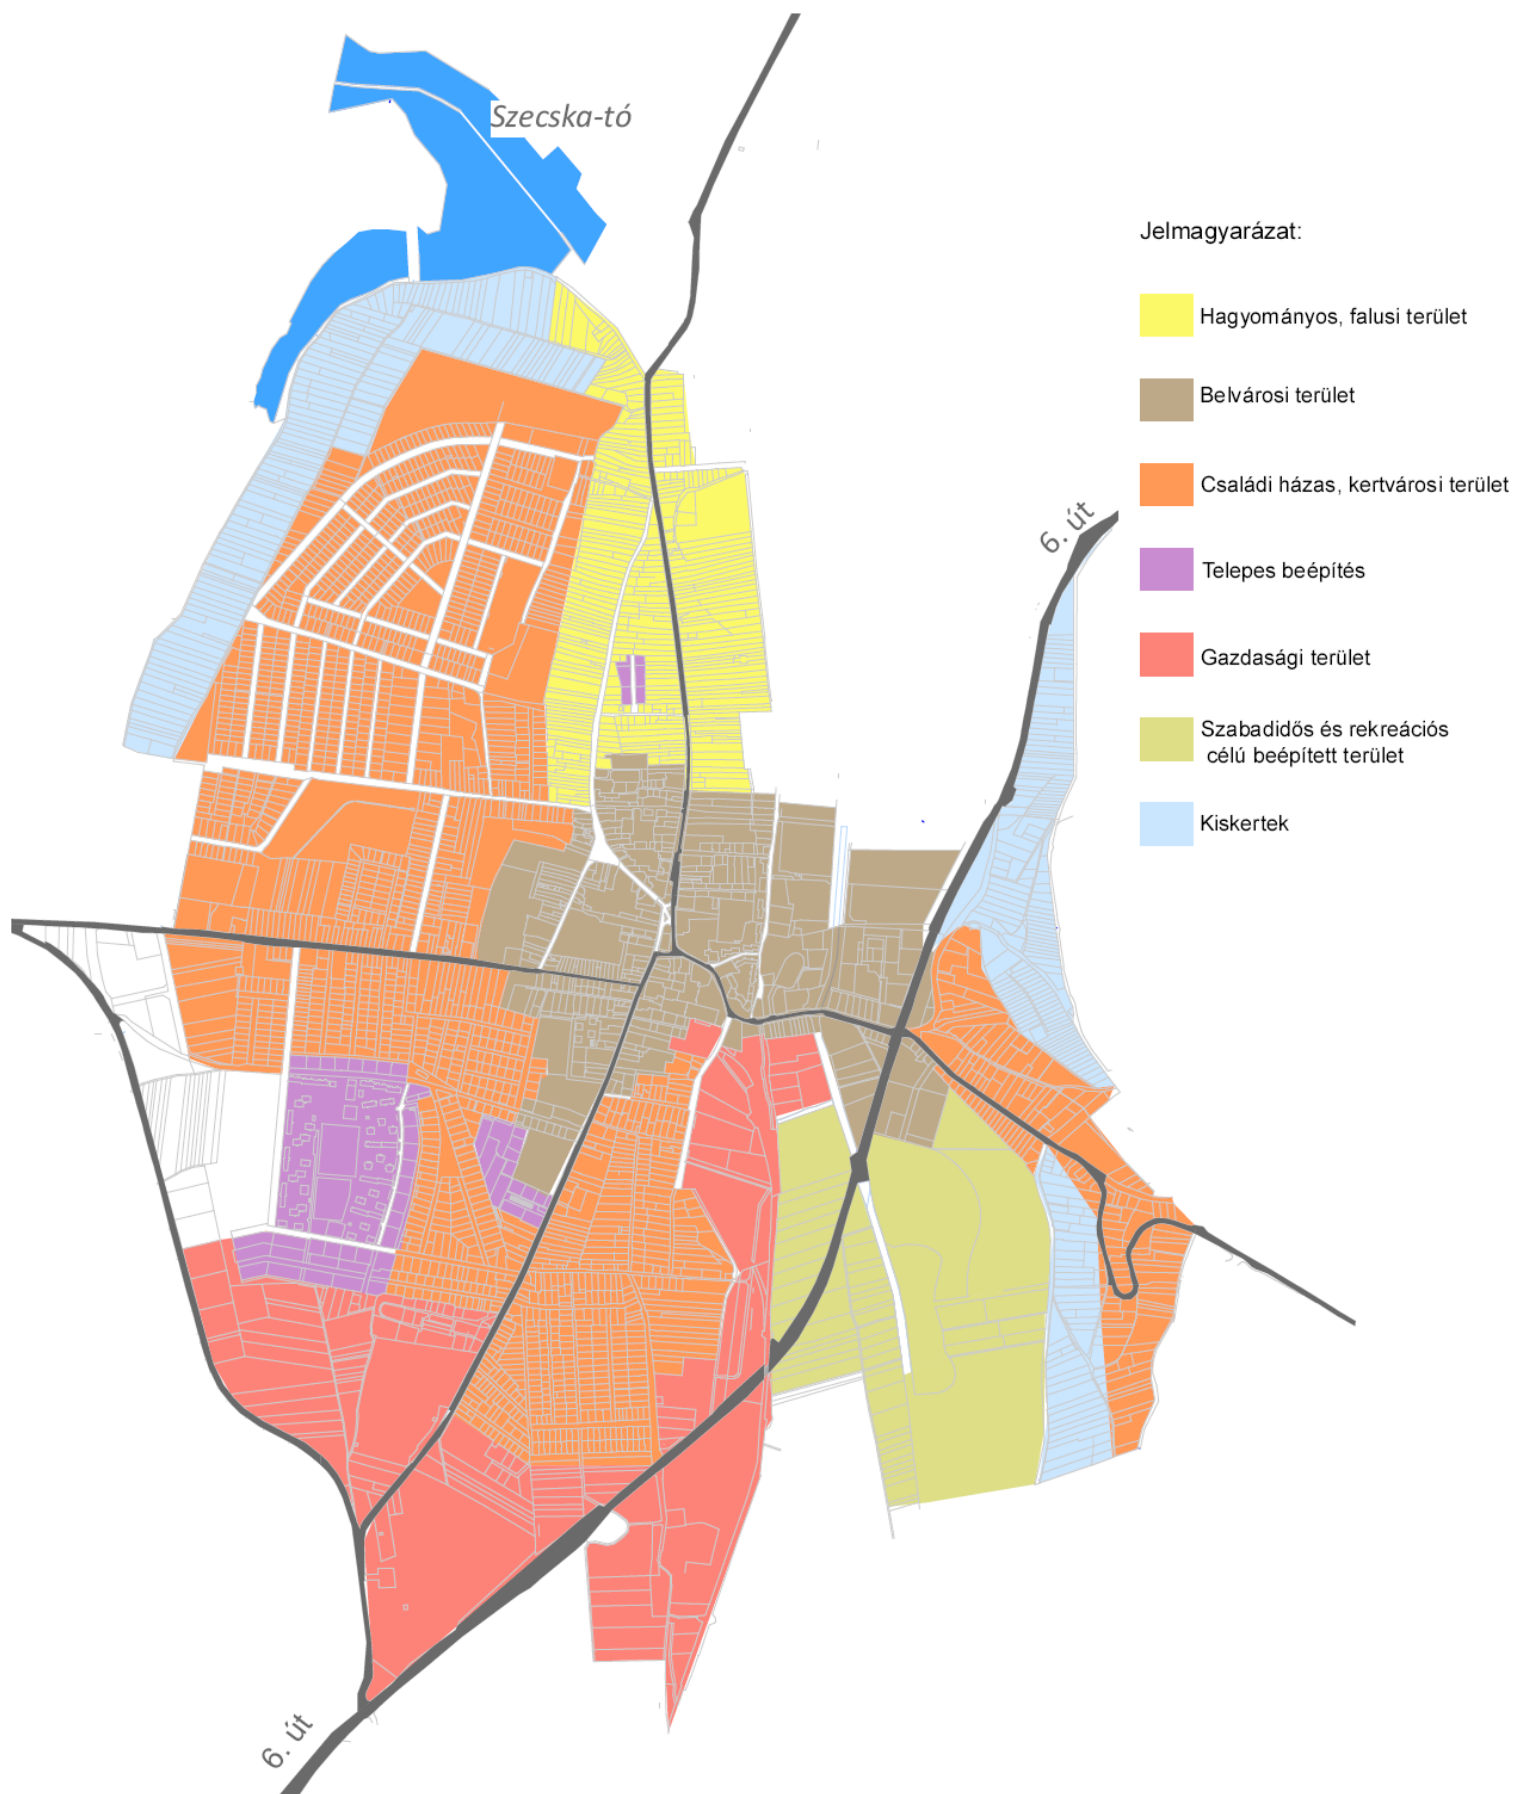 Szecska-tó
Jelmagyarázat:
Hagyományos, falusi terület
Belvárosi terület
Családi házas, kertvárosi terület
6. út
Telepes beépítés
Gazdasági terület
Szabadidős és rekreációs
célú beépített terület
Kiskertek
6. út